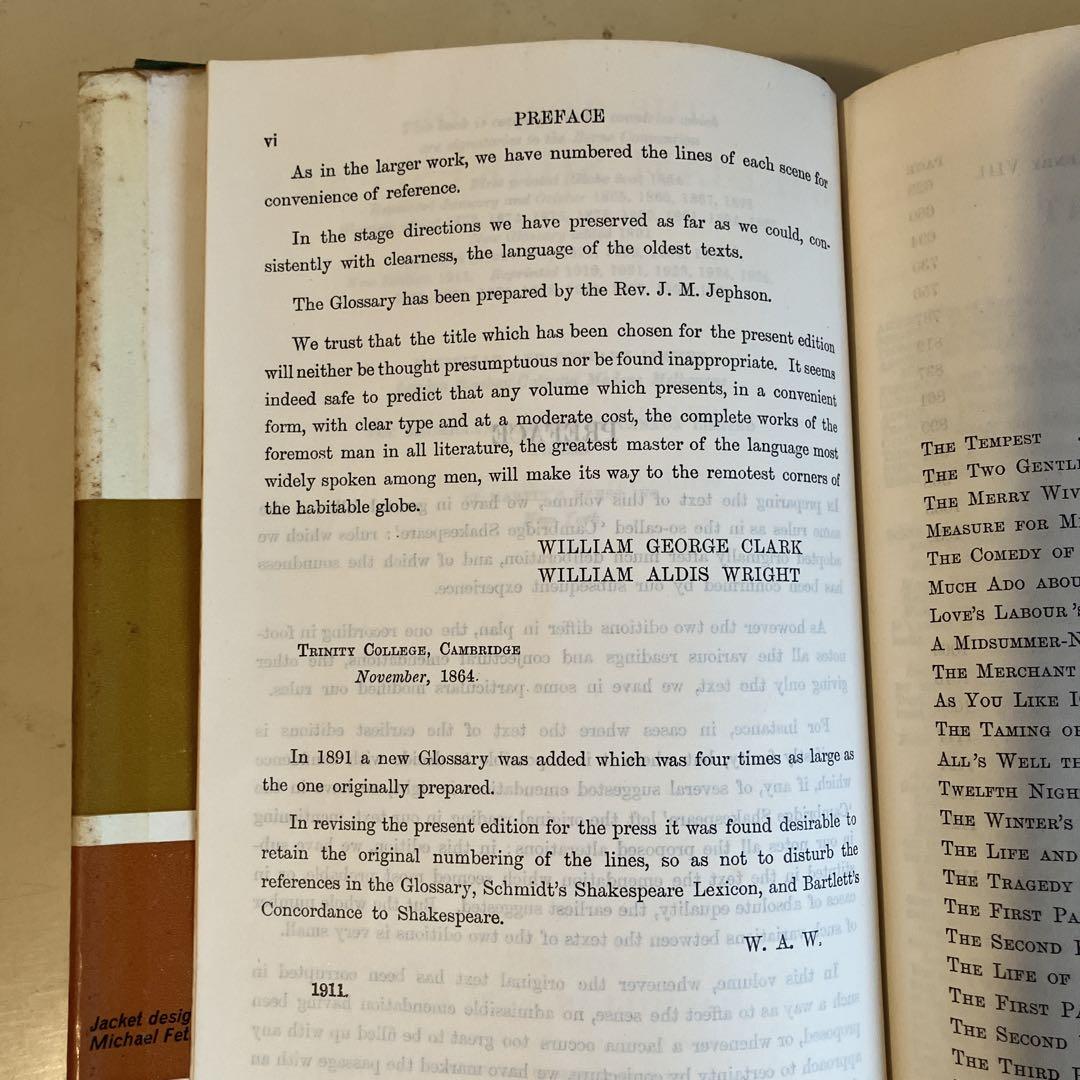 PREFACE
vi
As in the larger work, we have numbered the lines of each scene for
convenience of reference.
In the stage directions we have preserved as far as we could, con-
sistently with clearness, the language of the oldest texts.
The Glossary has been prepared by the Rev. J. M. Jephson.
We trust that the title which has been chosen for the present edition
will neither be thought presumptuous nor be found inappropriate. It seems
indeed safe to predict that any volume which presents, in a convenient
form, with clear type and at a moderate cost, the complete works of the
foremost man in all literature, the greatest master of the language most
widely spoken among men, will make its way to the remotest corners of
the habitable globe.
WILLIAM GEORGE CLARK
WILLIAM ALDIS WRIGHT
TRINITY COLLEGE, CAMBRIDGE
November, 1864.
In 1891 a new Glossary was added which was four times as large as
the one originally prepared.
In revising the present edition for the press it was found desirable to
retain the original numbering of the lines, so as not to disturb the
references in the Glossary, Schmidt's Shakespeare Lexicon, and Bartlett's
Concordance to Shakespeare.
W. A. W.
1911.
Jacket desig
Michael Fet
THE TEMPEST
THE TWO GENTL
THE MERRY WIV
MEASURE FOR M
THE COMEDY OF
MUCH ADO ABOU
LOVE'S LABOUR'S
A MIDSUMMER-N
THE MERCHANT
AS YOU LIKE I
THE TAMING OF
ALL'S WELL TH
TWELFTH NIGH
THE WINTER'S
THE LIFE AND
THE TRAGEDY
THE FIRST PA
THE SECOND
THE LIFE OF
THE FIRST PA
THE SECOND
THE THIRD